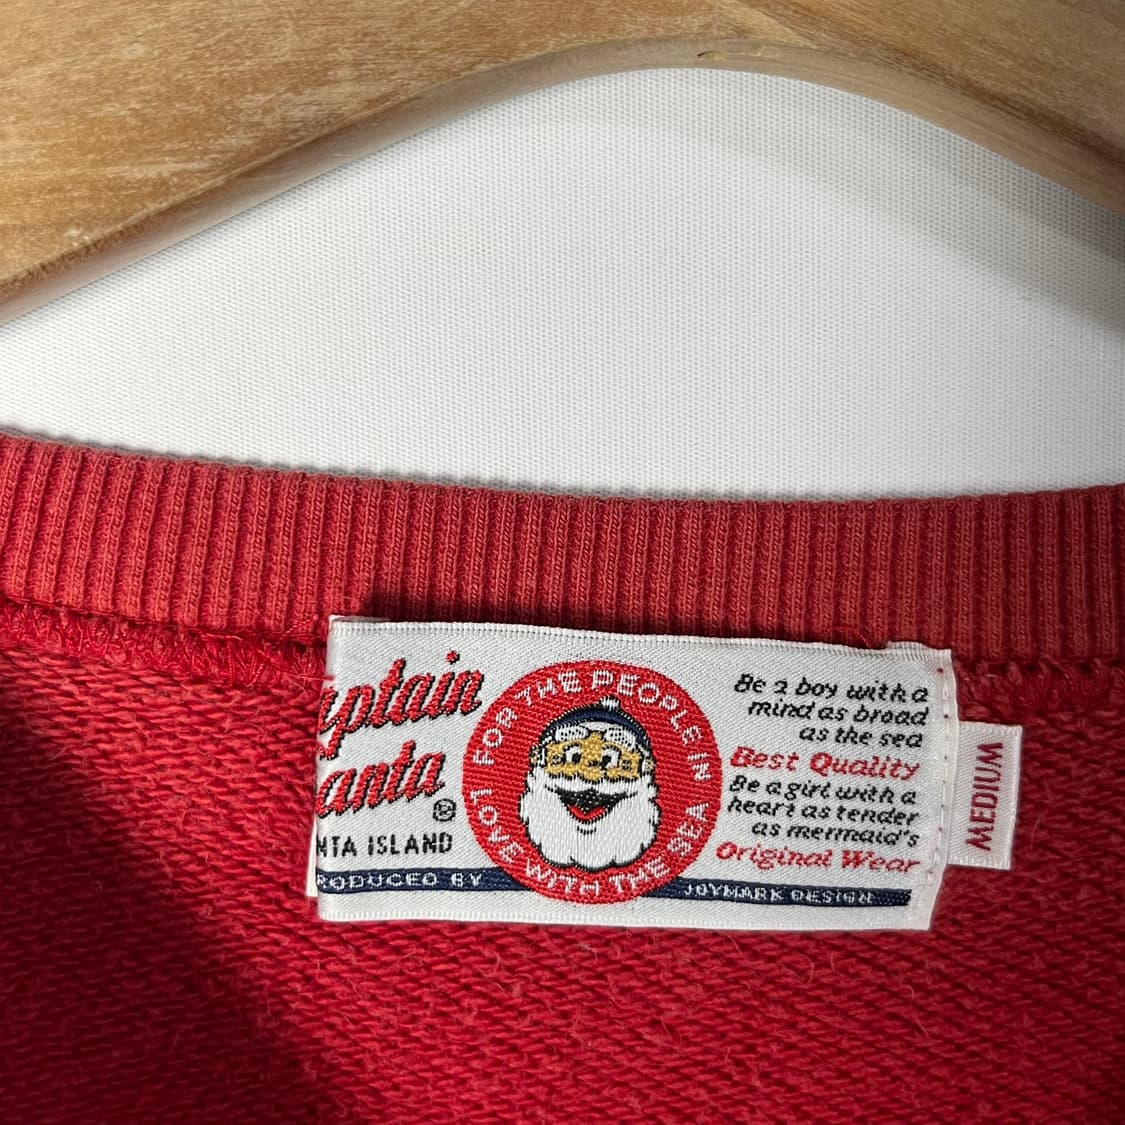 aptain
anta
®
NTA ISLAND
RODUCED BY
FOR THE PEOPLE IN
LOVE WITH THE SEA
Be a boy with a
mind as broad
as the sea
Best Quality
Be a girl with a
heart as tender
as mermaid's
Original Wear
JOYMARK DESIGN
MEDIUM